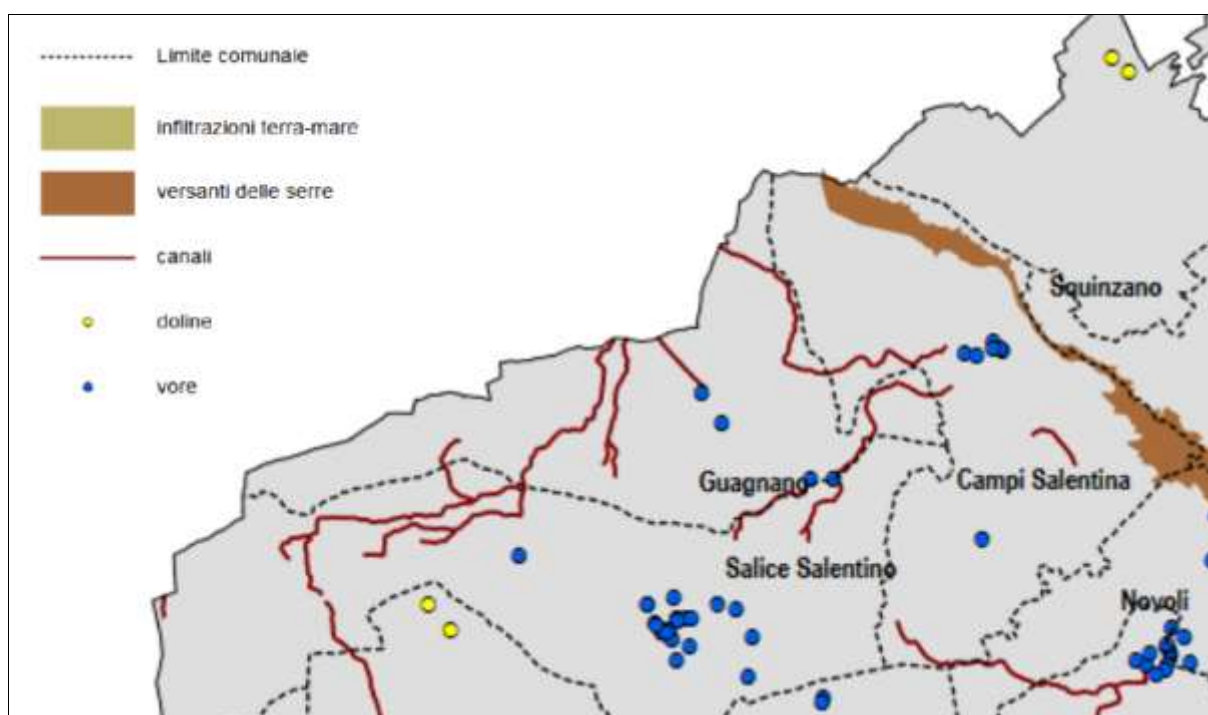 Limite comunale
infiltrazioni terra-mare
versanti delle serre
canali
doline
vore
Squinzano
Guagnano
Campi Salentina
Salice Salentino
Novoli